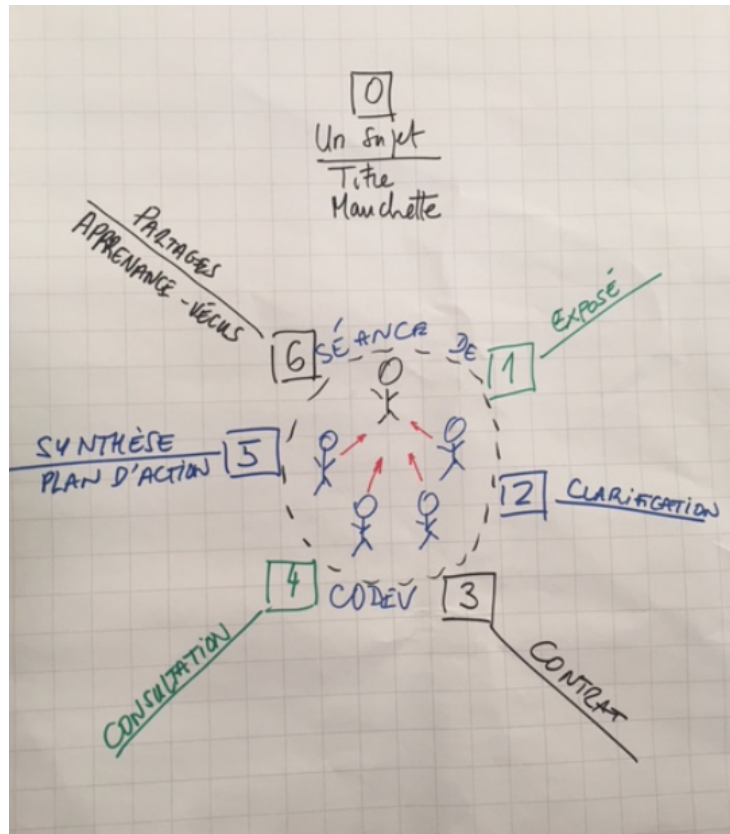 0
Un sujet
Titre
Manchette
1
EXPOSÉ
2
CLARIFICATION
3
CONTRAT
4
CONSULTATION
5
SYNTHÈSE
PLAN D'ACTION
6
PARTAGES
APPRENANCE - VÉCUS
SÉANCE DE
CODEV